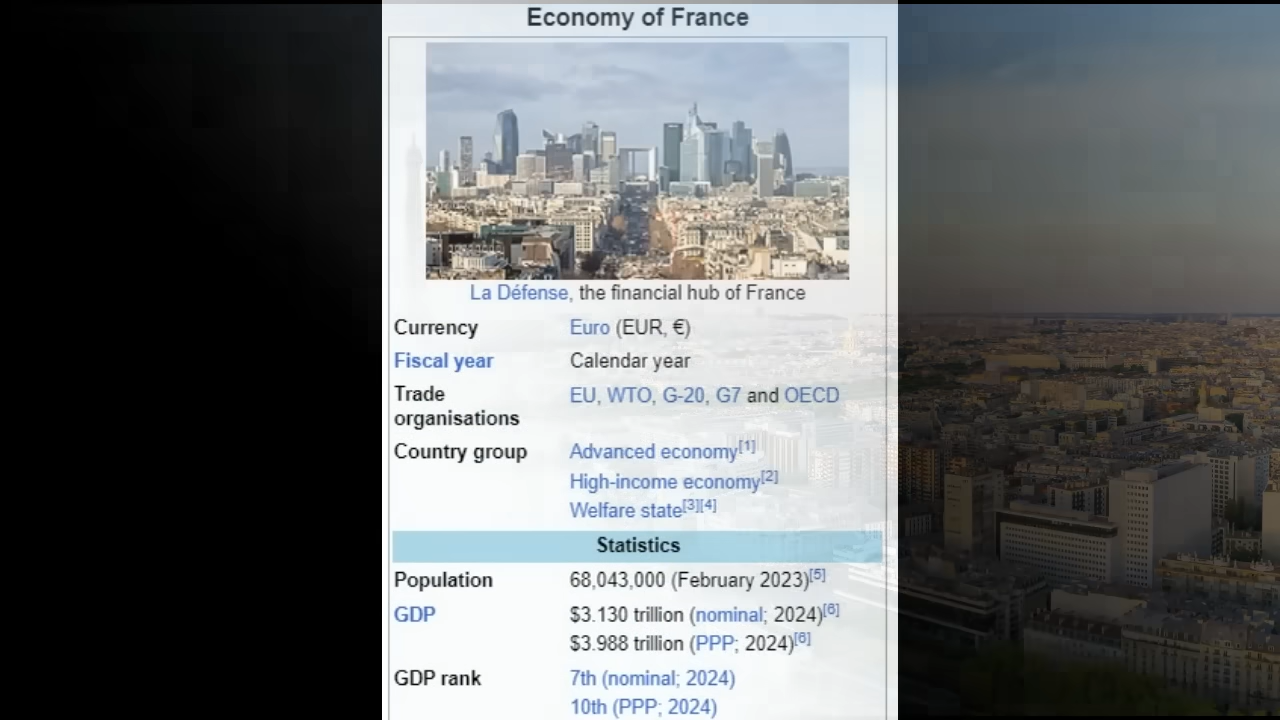 Economy of France
La Défense, the financial hub of France
Currency Euro (EUR, €)
Fiscal year Calendar year
Trade organisations EU, WTO, G-20, G7 and OECD
Country group Advanced economy[1]
High-income economy[2]
Welfare state[3][4]
Statistics
Population 68,043,000 (February 2023)[5]
GDP $3.130 trillion (nominal; 2024)[6]
$3.988 trillion (PPP; 2024)[6]
GDP rank 7th (nominal; 2024)
10th (PPP; 2024)